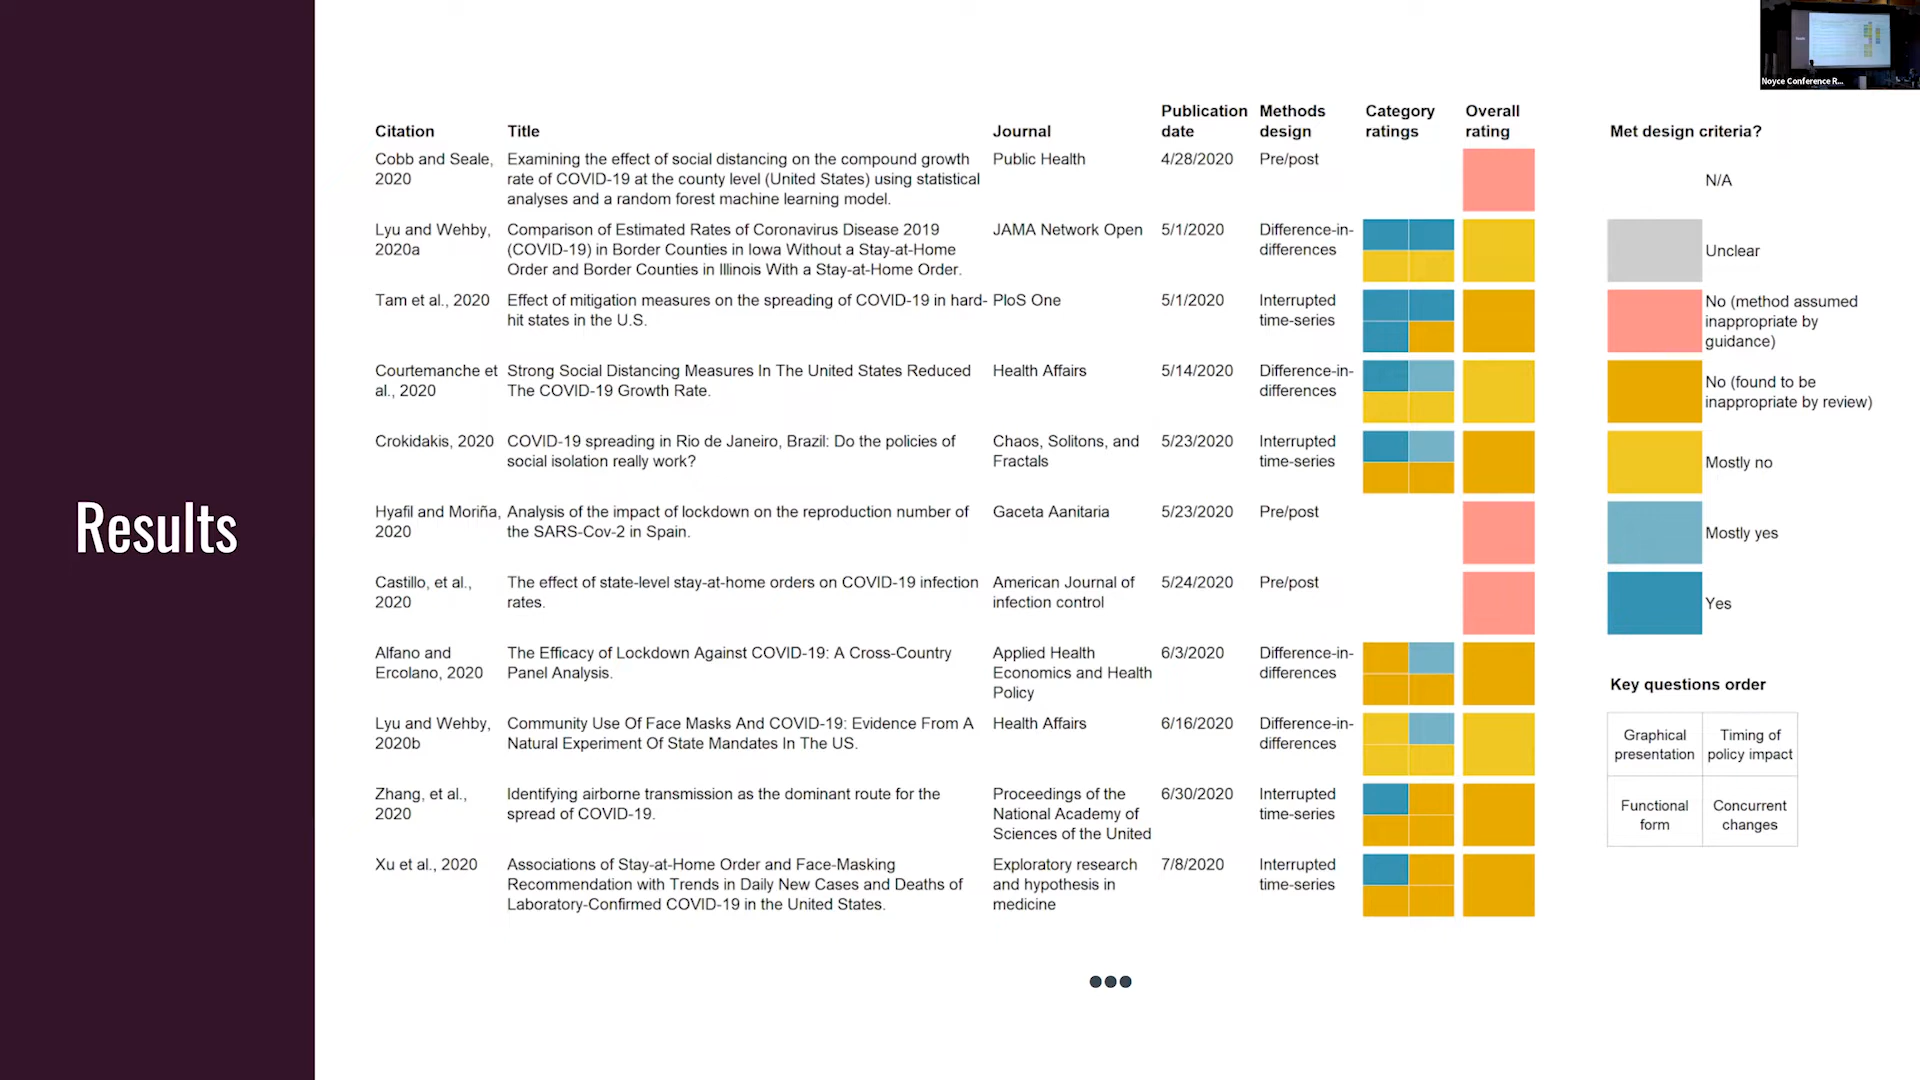 Noyce Conference R...
Results
Citation
Title
Journal
Publication date
Methods design
Category ratings
Overall rating
Cobb and Seale, 2020
Examining the effect of social distancing on the compound growth
rate of COVID-19 at the county level (United States) using statistical
analyses and a random forest machine learning model.
Public Health
4/28/2020
Pre/post
Lyu and Wehby, 2020a
Comparison of Estimated Rates of Coronavirus Disease 2019
(COVID-19) in Border Counties in Iowa Without a Stay-at-Home
Order and Border Counties in Illinois With a Stay-at-Home Order.
JAMA Network Open
5/1/2020
Difference-in-
differences
Tam et al., 2020
Effect of mitigation measures on the spreading of COVID-19 in hard-
hit states in the U.S.
PloS One
5/1/2020
Interrupted
time-series
Courtemanche et
al., 2020
Strong Social Distancing Measures In The United States Reduced
The COVID-19 Growth Rate.
Health Affairs
5/14/2020
Difference-in-
differences
Crokidakis, 2020
COVID-19 spreading in Rio de Janeiro, Brazil: Do the policies of
social isolation really work?
Chaos, Solitons, and
Fractals
5/23/2020
Interrupted
time-series
Hyafil and Moriña,
2020
Analysis of the impact of lockdown on the reproduction number of
the SARS-Cov-2 in Spain.
Gaceta Aanitaria
5/23/2020
Pre/post
Castillo, et al.,
2020
The effect of state-level stay-at-home orders on COVID-19 infection
rates.
American Journal of
infection control
5/24/2020
Pre/post
Alfano and
Ercolano, 2020
The Efficacy of Lockdown Against COVID-19: A Cross-Country
Panel Analysis.
Applied Health
Economics and Health
Policy
6/3/2020
Difference-in-
differences
Lyu and Wehby,
2020b
Community Use Of Face Masks And COVID-19: Evidence From A
Natural Experiment Of State Mandates In The US.
Health Affairs
6/16/2020
Difference-in-
differences
Zhang, et al.,
2020
Identifying airborne transmission as the dominant route for the
spread of COVID-19.
Proceedings of the
National Academy of
Sciences of the United
6/30/2020
Interrupted
time-series
Xu et al., 2020
Associations of Stay-at-Home Order and Face-Masking
Recommendation with Trends in Daily New Cases and Deaths of
Laboratory-Confirmed COVID-19 in the United States.
Exploratory research
and hypothesis in
medicine
7/8/2020
Interrupted
time-series
Met design criteria?
N/A
Unclear
No (method assumed
inappropriate by
guidance)
No (found to be
inappropriate by review)
Mostly no
Mostly yes
Yes
Key questions order
Graphical
presentation
Timing of
policy impact
Functional
form
Concurrent
changes